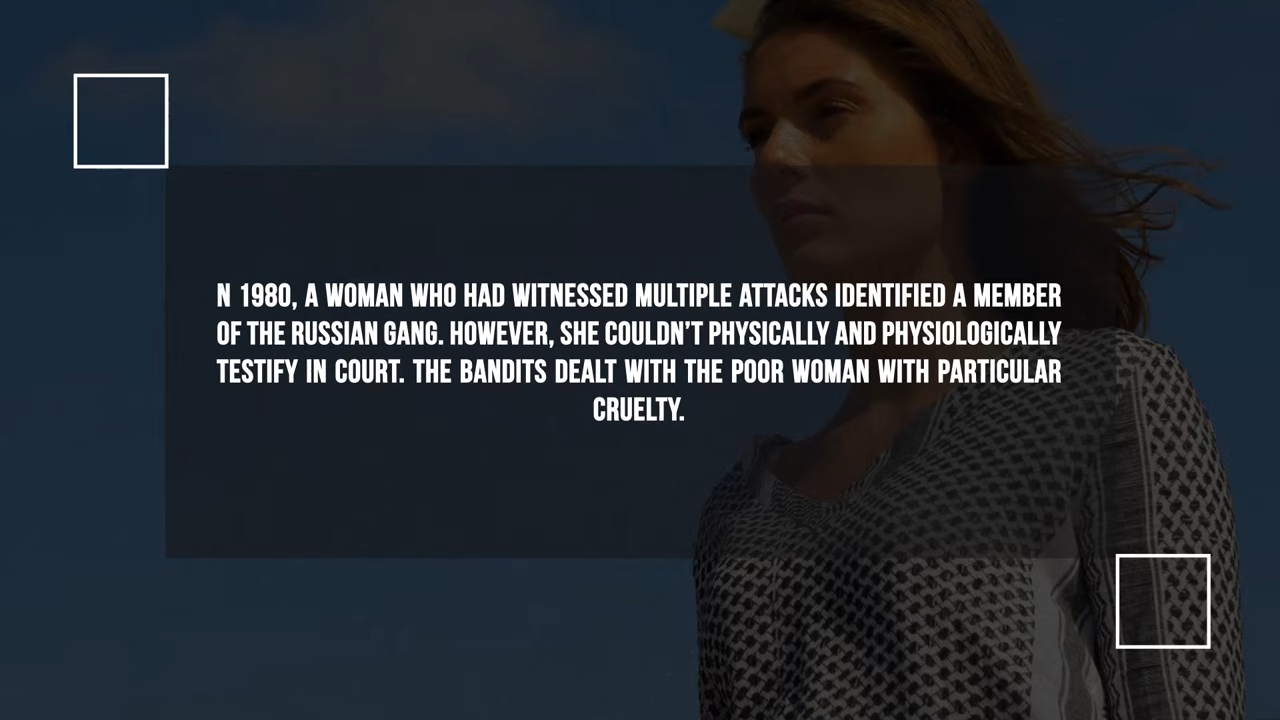 N 1980, A WOMAN WHO HAD WITNESSED MULTIPLE ATTACKS IDENTIFIED A MEMBER
OF THE RUSSIAN GANG. HOWEVER, SHE COULDN'T PHYSICALLY AND PHYSIOLOGICALLY
TESTIFY IN COURT. THE BANDITS DEALT WITH THE POOR WOMAN WITH PARTICULAR
CRUELTY.